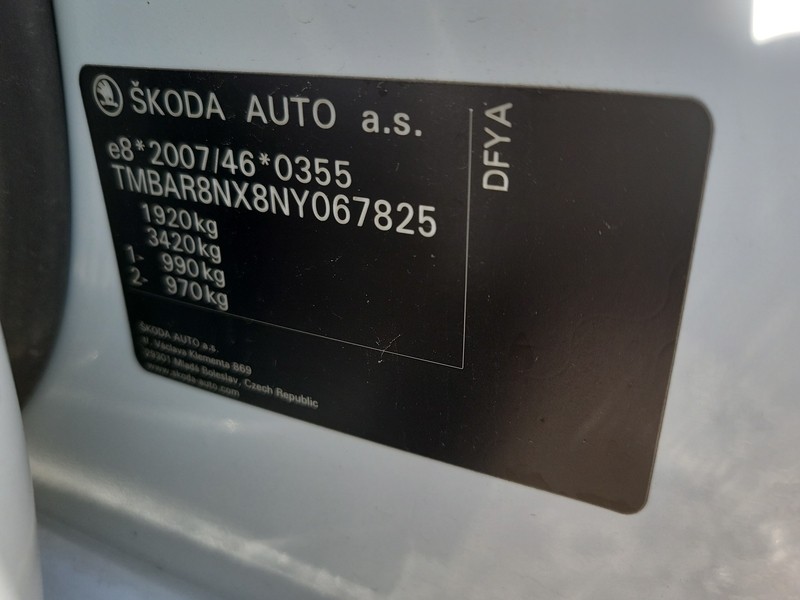 ŠKODA AUTO a.s.
e8*2007/46*0355
TMBAR8NX8NY067825
1920kg
3420kg
1- 990kg
2- 970kg
DFYA
ŠKODA AUTO a.s.
tř. Václava Klementa 869
29301 Mladá Boleslav, Czech Republic
www.skoda-auto.com